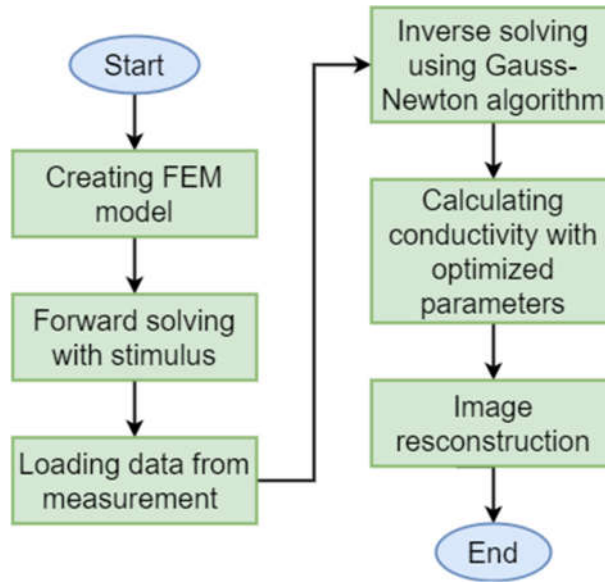 Start
Creating FEM
model
Forward solving
with stimulus
Loading data from
measurement
Inverse solving
using Gauss-
Newton algorithm
Calculating
conductivity with
optimized
parameters
Image
resconstruction
End